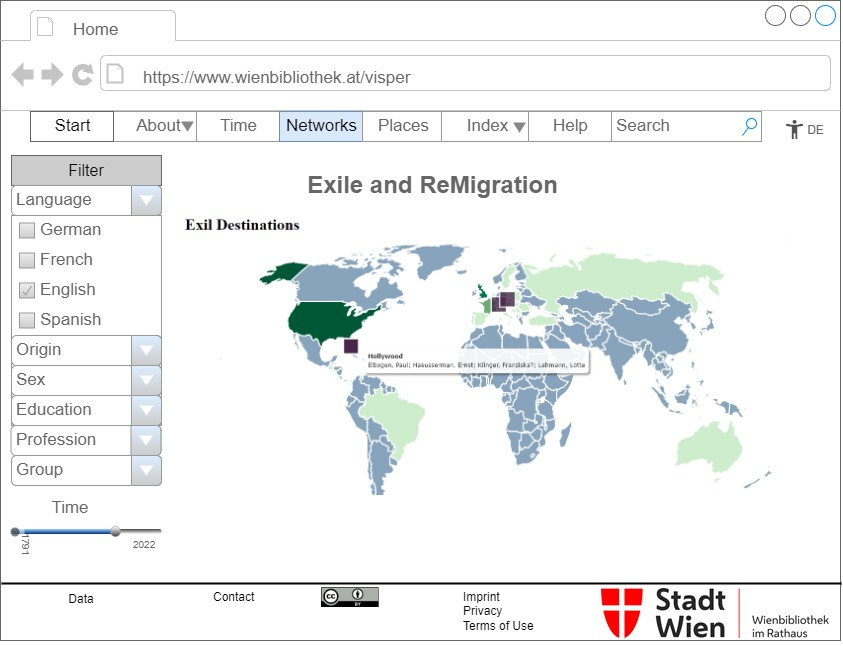 Home
https://www.wienbibliothek.at/visper
Start About Time Networks Places Index Help Search DE
Filter
Language
German
French
English
Spanish
Origin
Sex
Education
Profession
Group
Time
1791
2022
Exile and ReMigration
Exil Destinations
Hollywood
Elbogen, Paul; Haeusserman, Ernst; Klinger, Franziska?; Lehmann, Lotte
Data
Contact
cc BY
Imprint
Privacy
Terms of Use
Stadt
Wien
Wienbibliothek
im Rathaus